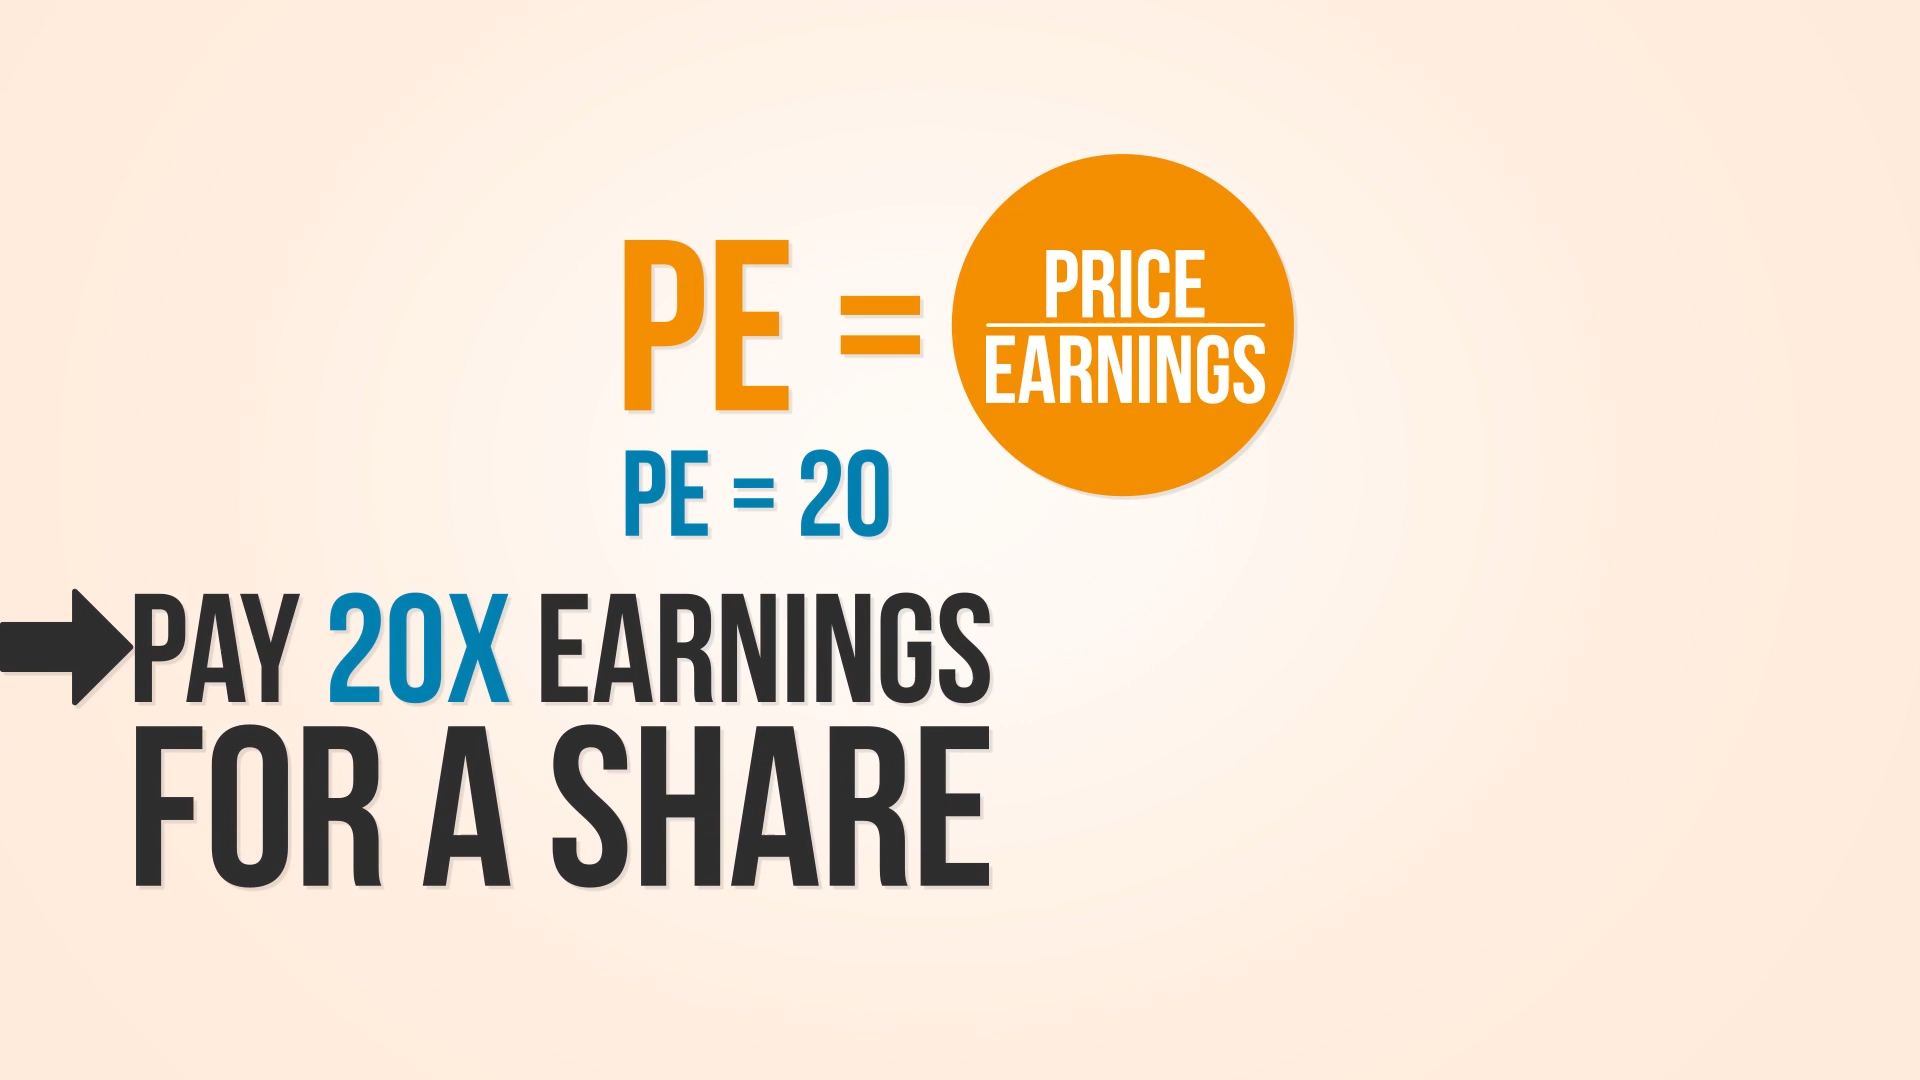 PE = PRICE
EARNINGS
PE = 20
PAY 20X EARNINGS
FOR A SHARE